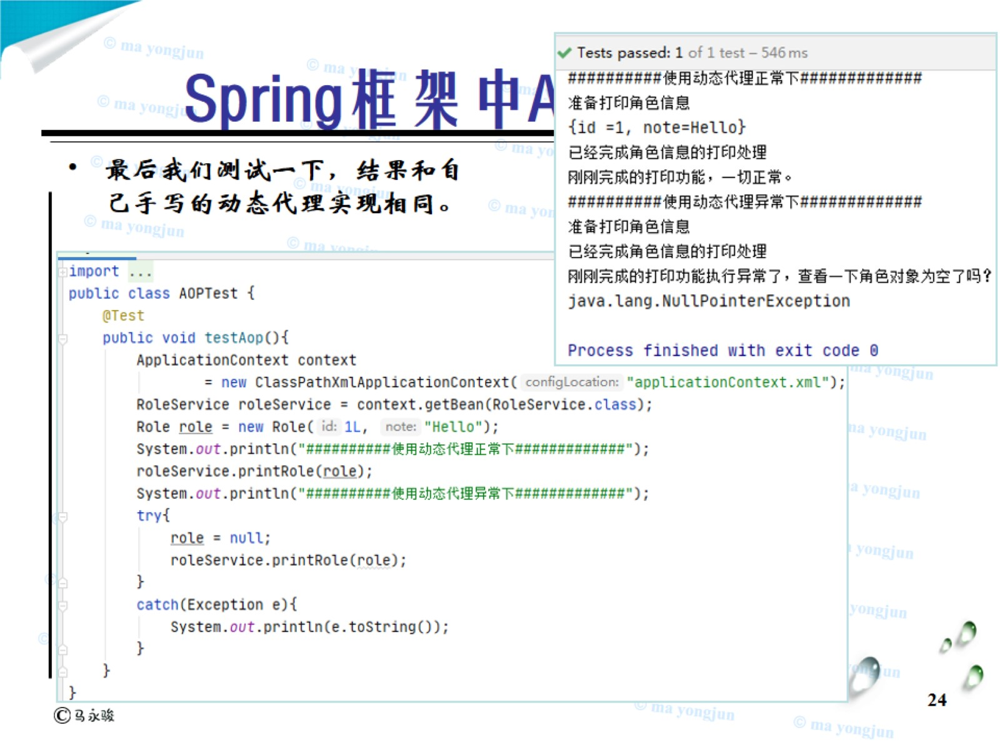 Spring框架中A
最后我们测试一下，结果和自
己手写的动态代理实现相同。
Tests passed: 1 of 1 test – 546 ms
##########使用动态代理正常下#############
准备打印角色信息
{id =1, note=Hello}
已经完成角色信息的打印处理
刚刚完成的打印功能，一切正常。
##########使用动态代理异常下#############
准备打印角色信息
已经完成角色信息的打印处理
刚刚完成的打印功能执行异常了，查看一下角色对象为空了吗？
java.lang.NullPointerException
Process finished with exit code 0
import ...
public class AOPTest {
@Test
public void testAop(){
ApplicationContext context
= new ClassPathXmlApplicationContext( configLocation: "applicationContext.xml");
RoleService roleService = context.getBean(RoleService.class);
Role role = new Role( id: 1L, note: "Hello");
System.out.println("##########使用动态代理正常下#############");
roleService.printRole(role);
System.out.println("##########使用动态代理异常下#############");
try{
role = null;
roleService.printRole(role);
}
catch(Exception e){
System.out.println(e.toString());
}
}
}
©马永骏
24
© ma yongjun